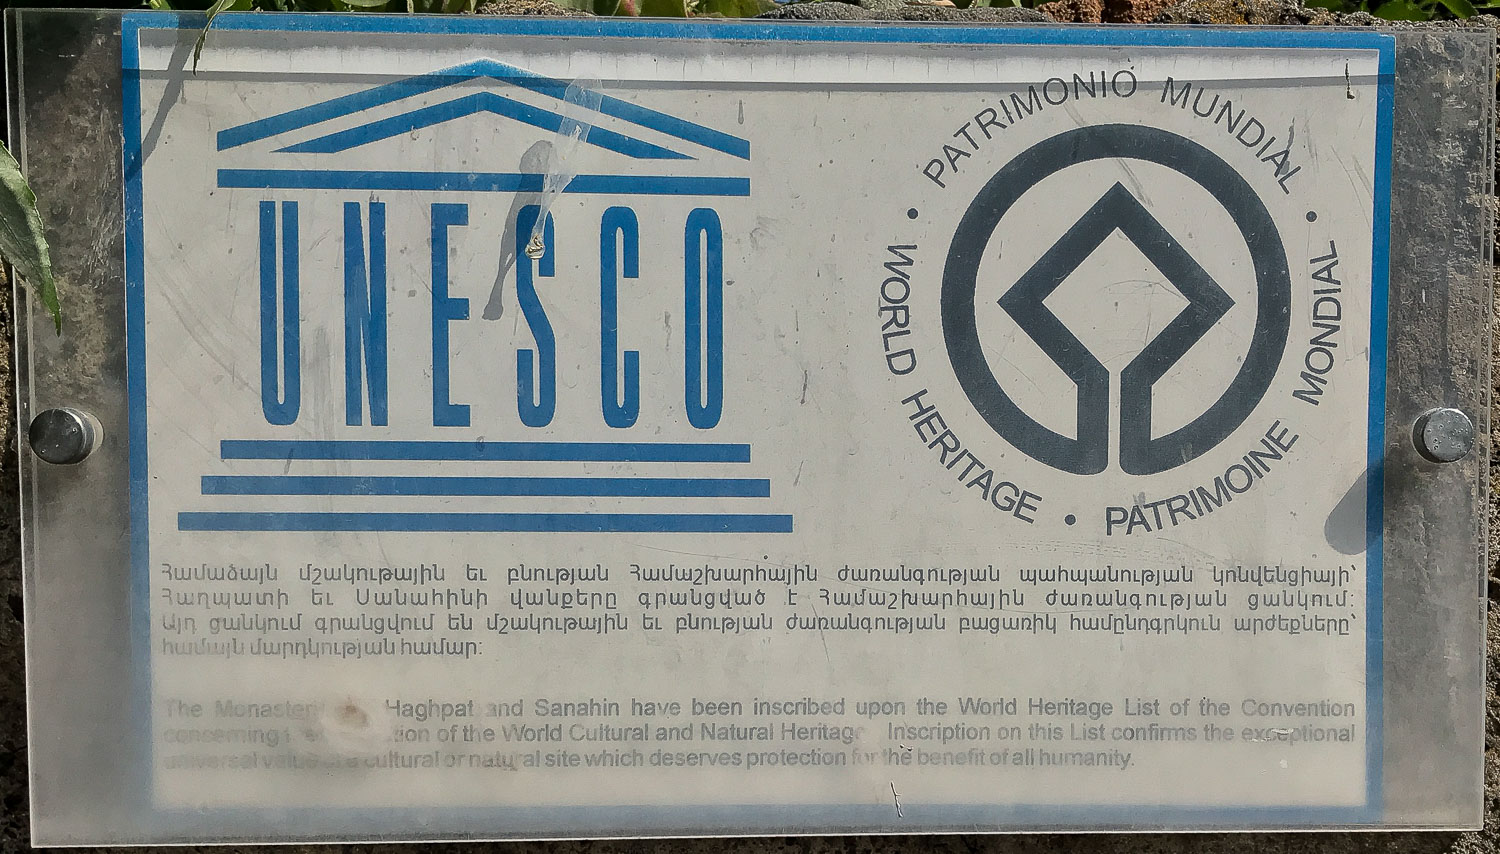 UNESCO
PATRIMONIO MUNDIAL • PATRIMOINE MONDIAL • WORLD HERITAGE •
Համաձայն մշակութային եւ բնության Համաշխարհային ժառանգության պահպանության կոնվենցիայի՝
Հաղպատի եւ Սանահինի վանքերը գրանցված է Համաշխարհային ժառանգության ցանկում:
Այդ ցանկում գրանցվում են մշակութային եւ բնության ժառանգության բացառիկ համընդգրկուն արժեքները՝
համայն մարդկության համար:
The Haghpat and Sanahin have been inscribed upon the World Heritage List of the Convention
concerning of the World Cultural and Natural Heritage Inscription on this List confirms the exceptional
universal value cultural or natural site which deserves protection for the benefit of all humanity.